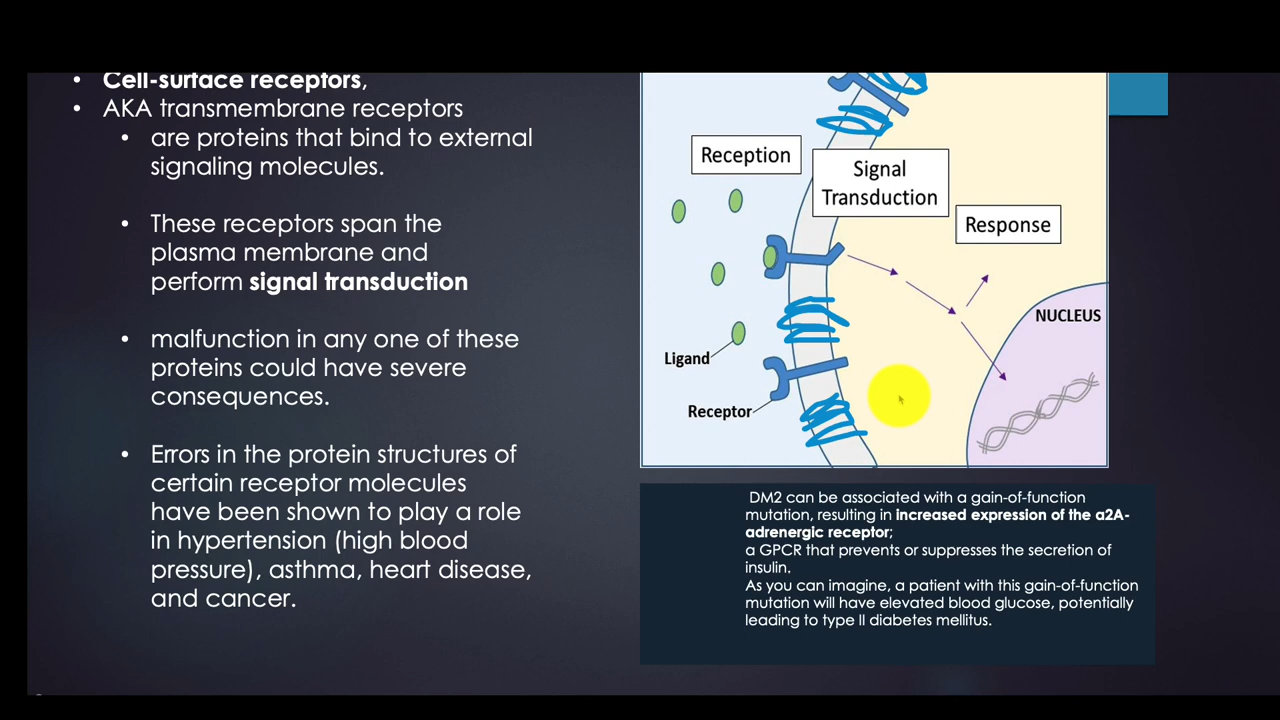 Cell-surface receptors,
AKA transmembrane receptors
are proteins that bind to external
signaling molecules.
These receptors span the
plasma membrane and
perform signal transduction
malfunction in any one of these
proteins could have severe
consequences.
Errors in the protein structures of
certain receptor molecules
have been shown to play a role
in hypertension (high blood
pressure), asthma, heart disease,
and cancer.
Reception
Signal
Transduction
Response
NUCLEUS
Ligand
Receptor
DM2 can be associated with a gain-of-function
mutation, resulting in increased expression of the a2A-
adrenergic receptor;
a GPCR that prevents or suppresses the secretion of
insulin.
As you can imagine, a patient with this gain-of-function
mutation will have elevated blood glucose, potentially
leading to type II diabetes mellitus.